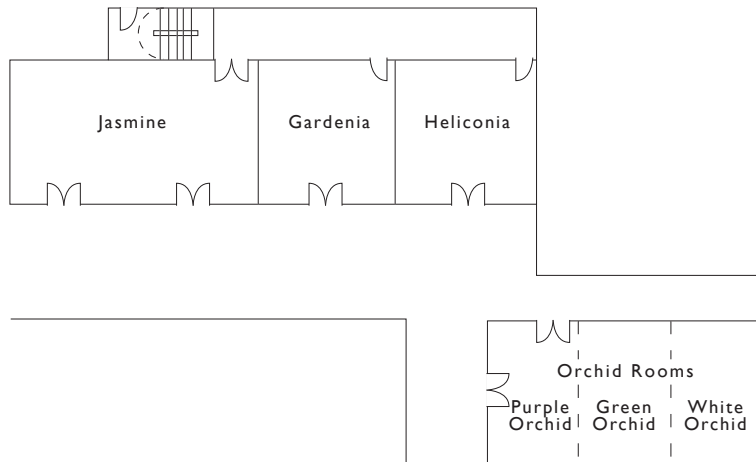 Jasmine
Gardenia
Heliconia
Orchid Rooms
Purple Orchid
Green Orchid
White Orchid